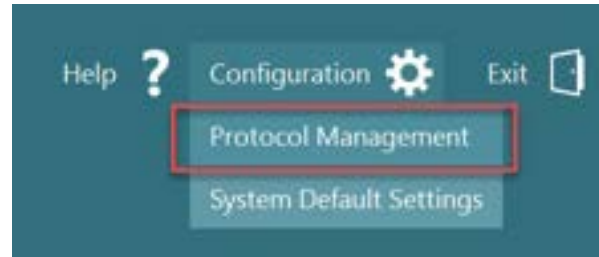 Help ? Configuration Exit
Protocol Management
System Default Settings